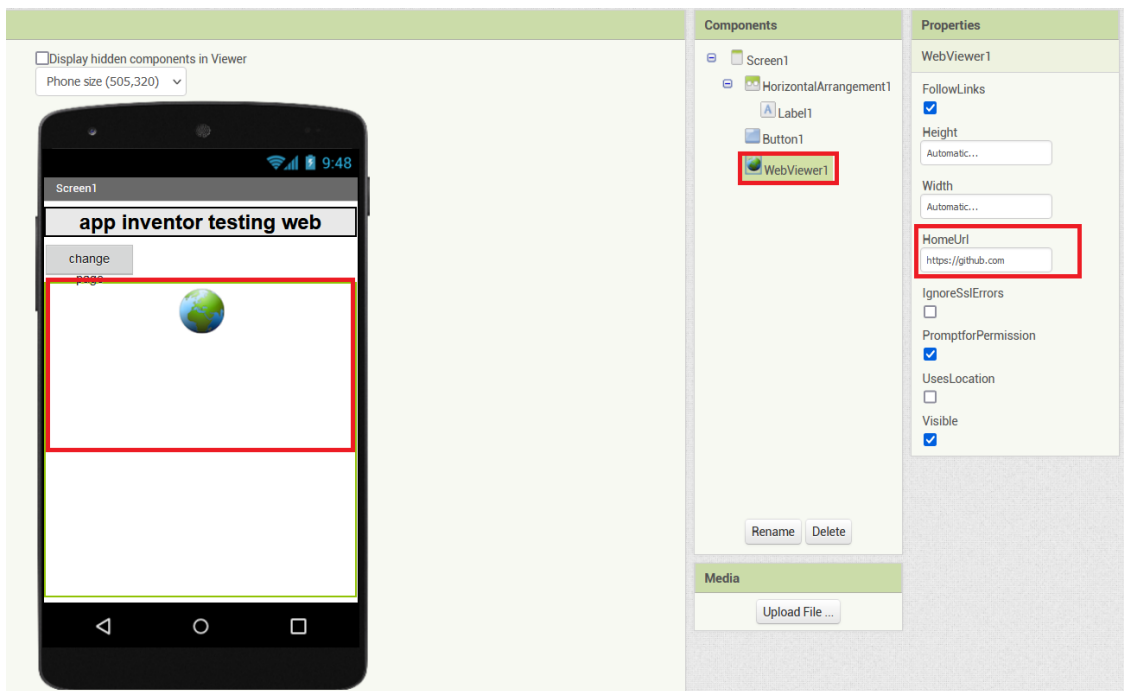 Display hidden components in Viewer
Phone size (505,320)
9:48
Screen1
app inventor testing web
change
page
Components
Screen1
HorizontalArrangement1
A Label1
Button1
WebViewer1
Rename Delete
Media
Upload File ...
Properties
WebViewer1
FollowLinks
Height
Automatic...
Width
Automatic...
HomeUrl
https://github.com
IgnoreSslErrors
PromptforPermission
UsesLocation
Visible